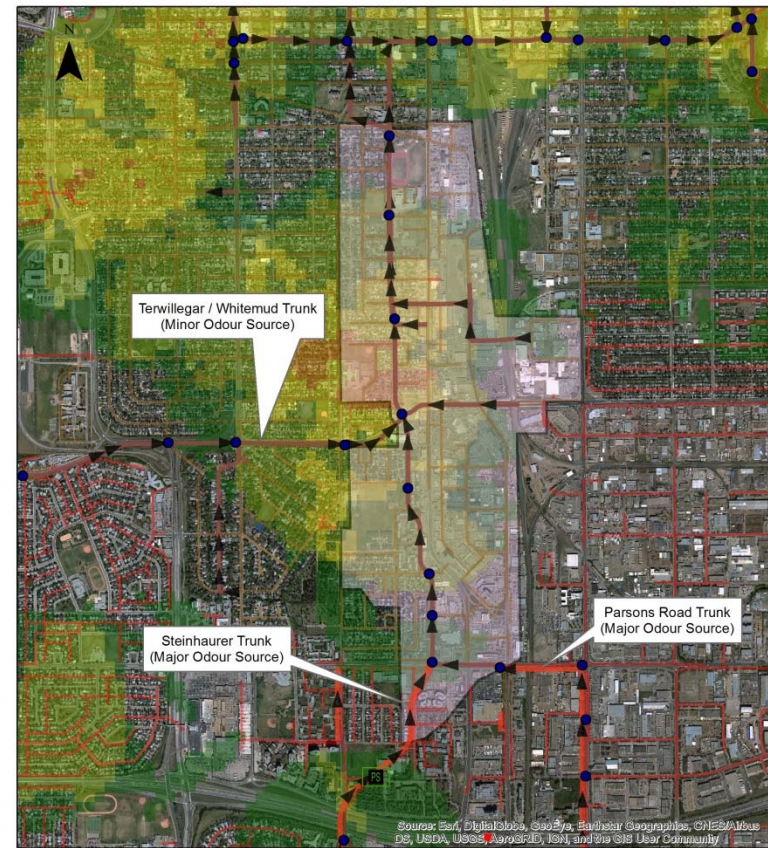 N
Terwillegar / Whitemud Trunk
(Minor Odour Source)
Steinhaurer Trunk
(Major Odour Source)
Parsons Road Trunk
(Major Odour Source)
PS
Source: Esri, DigitalGlobe, GeoEye, Earthstar Geographics, CNES/Airbus
DS, USDA, USGS, AeroGRID, IGN, and the GIS User Community